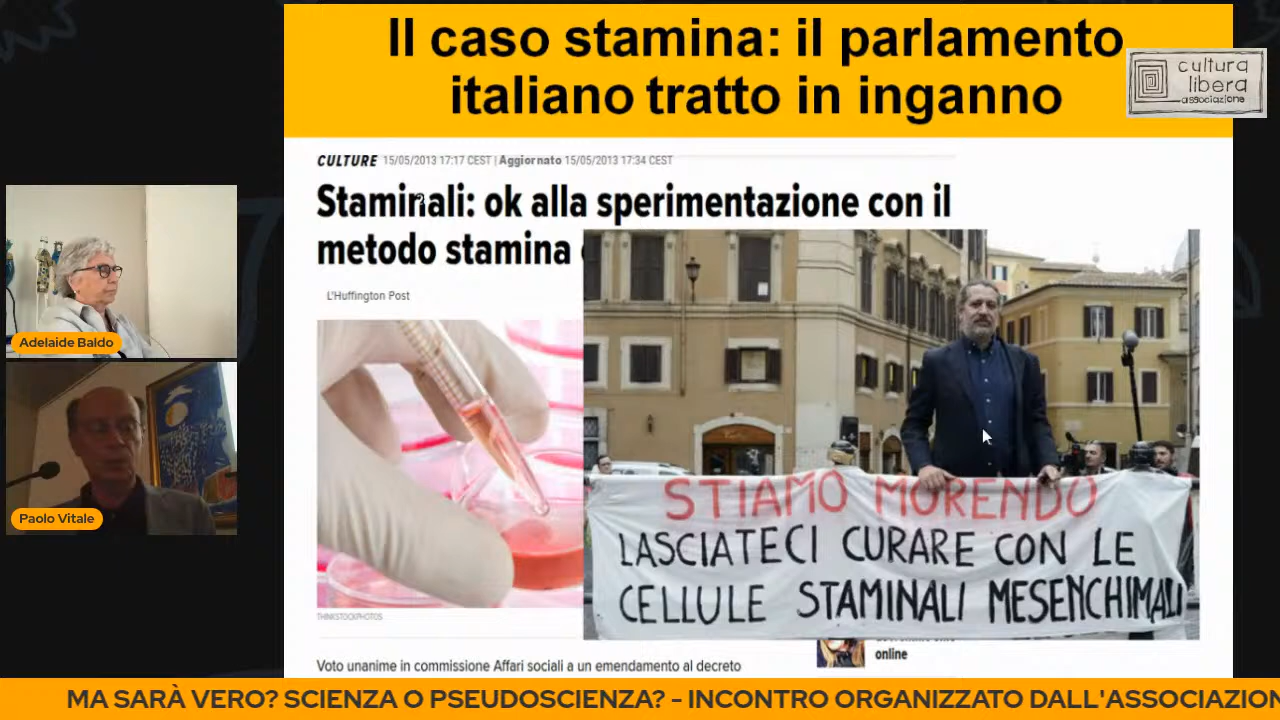 Il caso stamina: il parlamento
italiano tratto in inganno
cultura
libera
associazione
CULTURE 15/05/2013 17:17 CEST | Aggiornato 15/05/2013 17:34 CEST
Staminali: ok alla sperimentazione con il
metodo stamina
L'Huffington Post
STIAMO MORENDO
LASCIATECI CURARE CON LE
CELLULE STAMINALI MESENCHIMALI
THINKSTOCKPHOTOS
online
Voto unanime in commissione Affari sociali a un emendamento al decreto
Adelaide Baldo
Paolo Vitale
MA SARÀ VERO? SCIENZA O PSEUDOSCIENZA? - INCONTRO ORGANIZZATO DALL'ASSOCIAZION